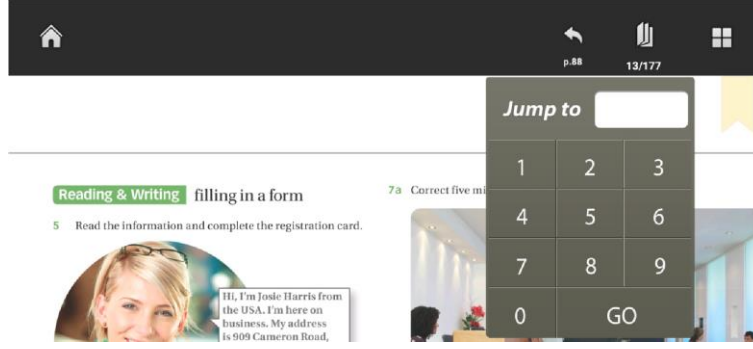 p.88
13/177
Jump to
1 2 3
4 5 6
7 8 9
0 GO
Reading & Writing filling in a form
5 Read the information and complete the registration card.
Hi, I'm Josie Harris from
the USA. I'm here on
business. My address
is 909 Cameron Road,
7a Correct five mi